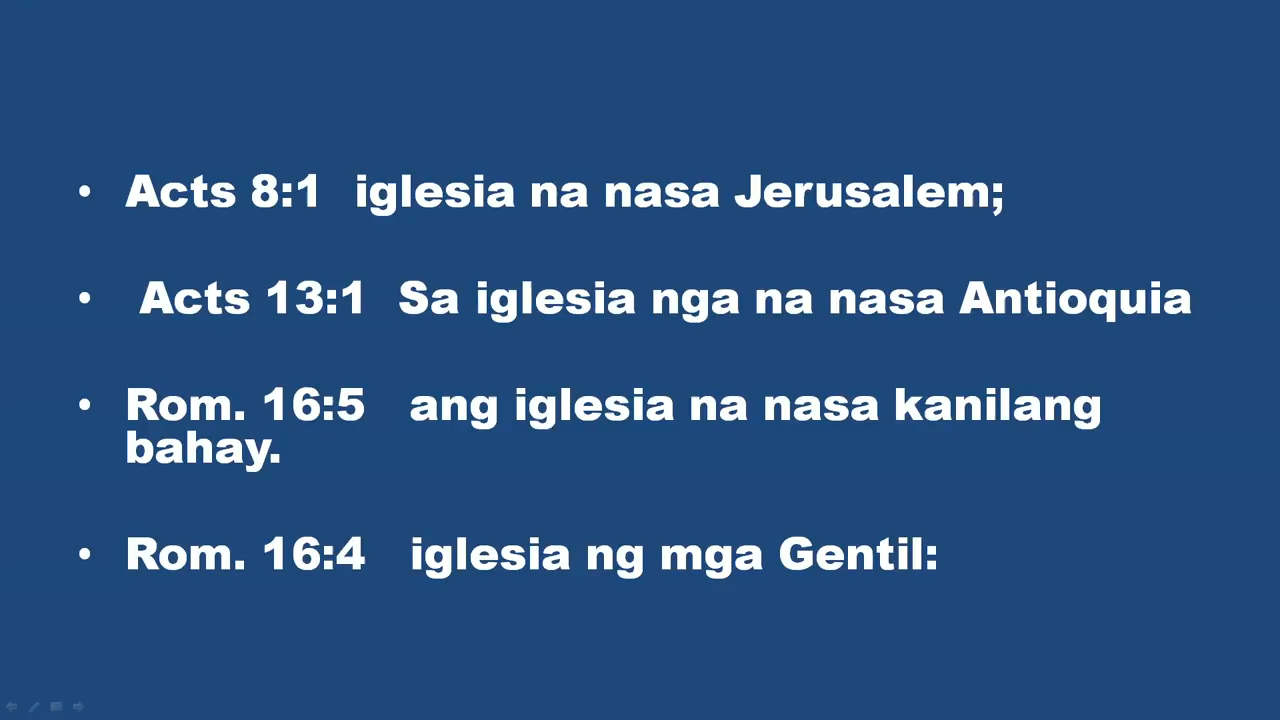 • Acts 8:1 iglesia na nasa Jerusalem;
• Acts 13:1 Sa iglesia nga na nasa Antioquia
• Rom. 16:5 ang iglesia na nasa kanilang
bahay.
• Rom. 16:4 iglesia ng mga Gentil: